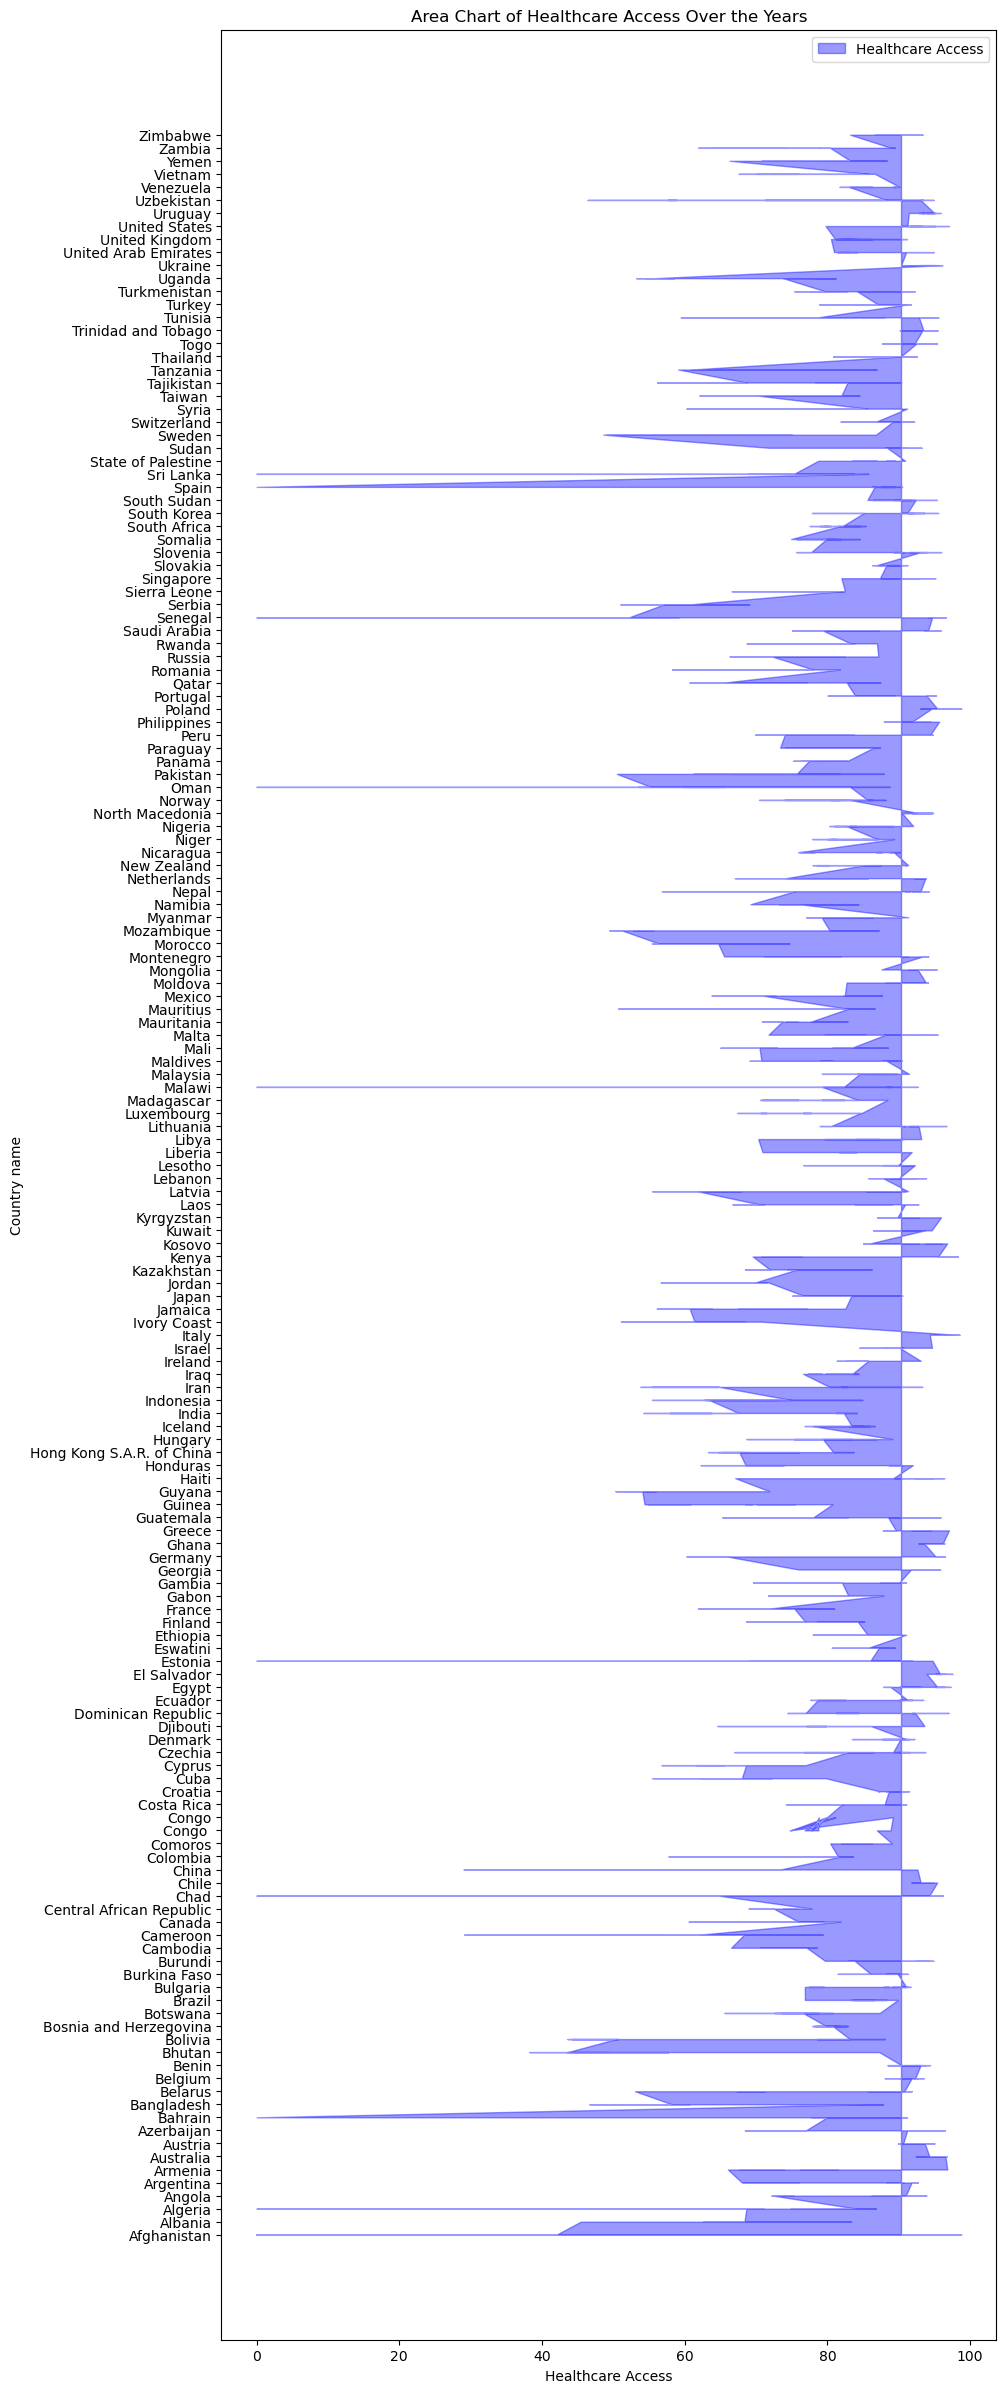 Area Chart of Healthcare Access Over the Years
Healthcare Access
Zimbabwe
Zambia
Yemen
Vietnam
Venezuela
Uzbekistan
Uruguay
United States
United Kingdom
United Arab Emirates
Ukraine
Uganda
Turkmenistan
Turkey
Tunisia
Trinidad and Tobago
Togo
Thailand
Tanzania
Tajikistan
Taiwan
Syria
Switzerland
Sweden
Sudan
State of Palestine
Sri Lanka
Spain
South Sudan
South Korea
South Africa
Somalia
Slovenia
Slovakia
Singapore
Sierra Leone
Serbia
Senegal
Saudi Arabia
Rwanda
Russia
Romania
Qatar
Portugal
Poland
Philippines
Peru
Paraguay
Panama
Pakistan
Oman
Norway
North Macedonia
Nigeria
Niger
Nicaragua
New Zealand
Netherlands
Nepal
Namibia
Myanmar
Mozambique
Morocco
Montenegro
Mongolia
Moldova
Mexico
Mauritius
Mauritania
Malta
Mali
Maldives
Malaysia
Malawi
Madagascar
Luxembourg
Lithuania
Libya
Liberia
Lesotho
Lebanon
Latvia
Laos
Kyrgyzstan
Kuwait
Kosovo
Kenya
Kazakhstan
Jordan
Japan
Jamaica
Ivory Coast
Italy
Israel
Ireland
Iraq
Iran
Indonesia
India
Iceland
Hungary
Hong Kong S.A.R. of China
Honduras
Haiti
Guyana
Guinea
Guatemala
Greece
Ghana
Germany
Georgia
Gambia
Gabon
France
Finland
Ethiopia
Eswatini
Estonia
El Salvador
Egypt
Ecuador
Dominican Republic
Djibouti
Denmark
Czechia
Cyprus
Cuba
Croatia
Costa Rica
Congo
Congo
Comoros
Colombia
China
Chile
Chad
Central African Republic
Canada
Cameroon
Cambodia
Burundi
Burkina Faso
Bulgaria
Brazil
Botswana
Bosnia and Herzegovina
Bolivia
Bhutan
Benin
Belgium
Belarus
Bangladesh
Bahrain
Azerbaijan
Austria
Australia
Armenia
Argentina
Angola
Algeria
Albania
Afghanistan
Country name
0 20 40 60 80 100
Healthcare Access